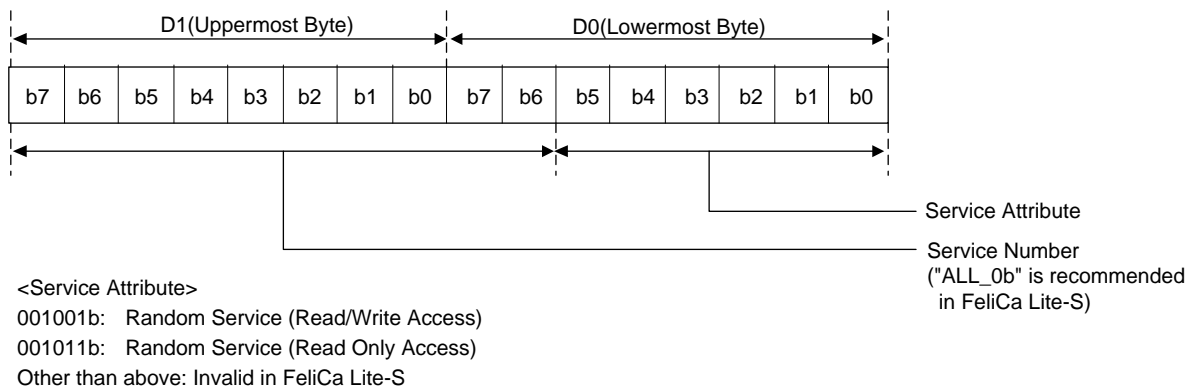 D1(Uppermost Byte) D0(Lowermost Byte)
b7 b6 b5 b4 b3 b2 b1 b0 b7 b6 b5 b4 b3 b2 b1 b0
Service Attribute
Service Number
("ALL_0b" is recommended
in FeliCa Lite-S)
<Service Attribute>
001001b: Random Service (Read/Write Access)
001011b: Random Service (Read Only Access)
Other than above: Invalid in FeliCa Lite-S